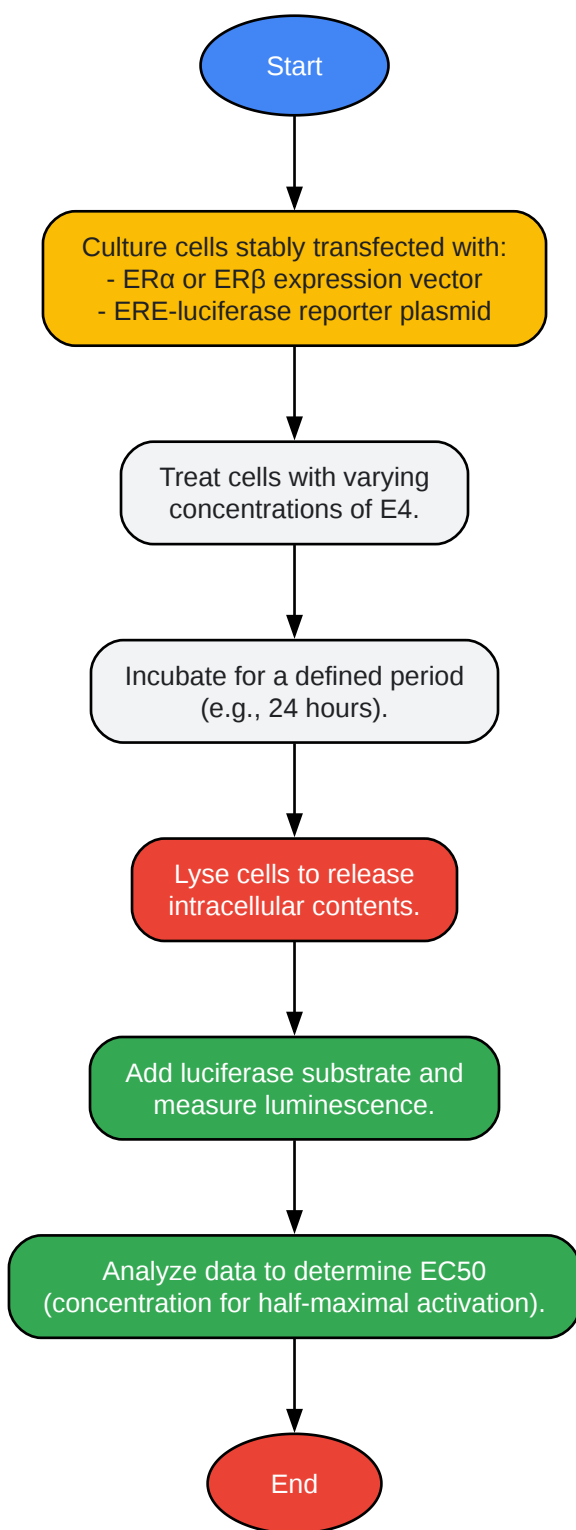 Start
Culture cells stably transfected with:
- ERα or ERβ expression vector
- ERE-luciferase reporter plasmid
Treat cells with varying
concentrations of E4.
Incubate for a defined period
(e.g., 24 hours).
Lyse cells to release
intracellular contents.
Add luciferase substrate and
measure luminescence.
Analyze data to determine EC50
(concentration for half-maximal activation).
End